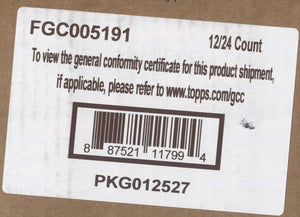 FGC005191 12/24 Count
To view the general conformity certificate for this product shipment,
if applicable, please refer to www.topps.com/gcc
8 87521 11799 4
PKG012527